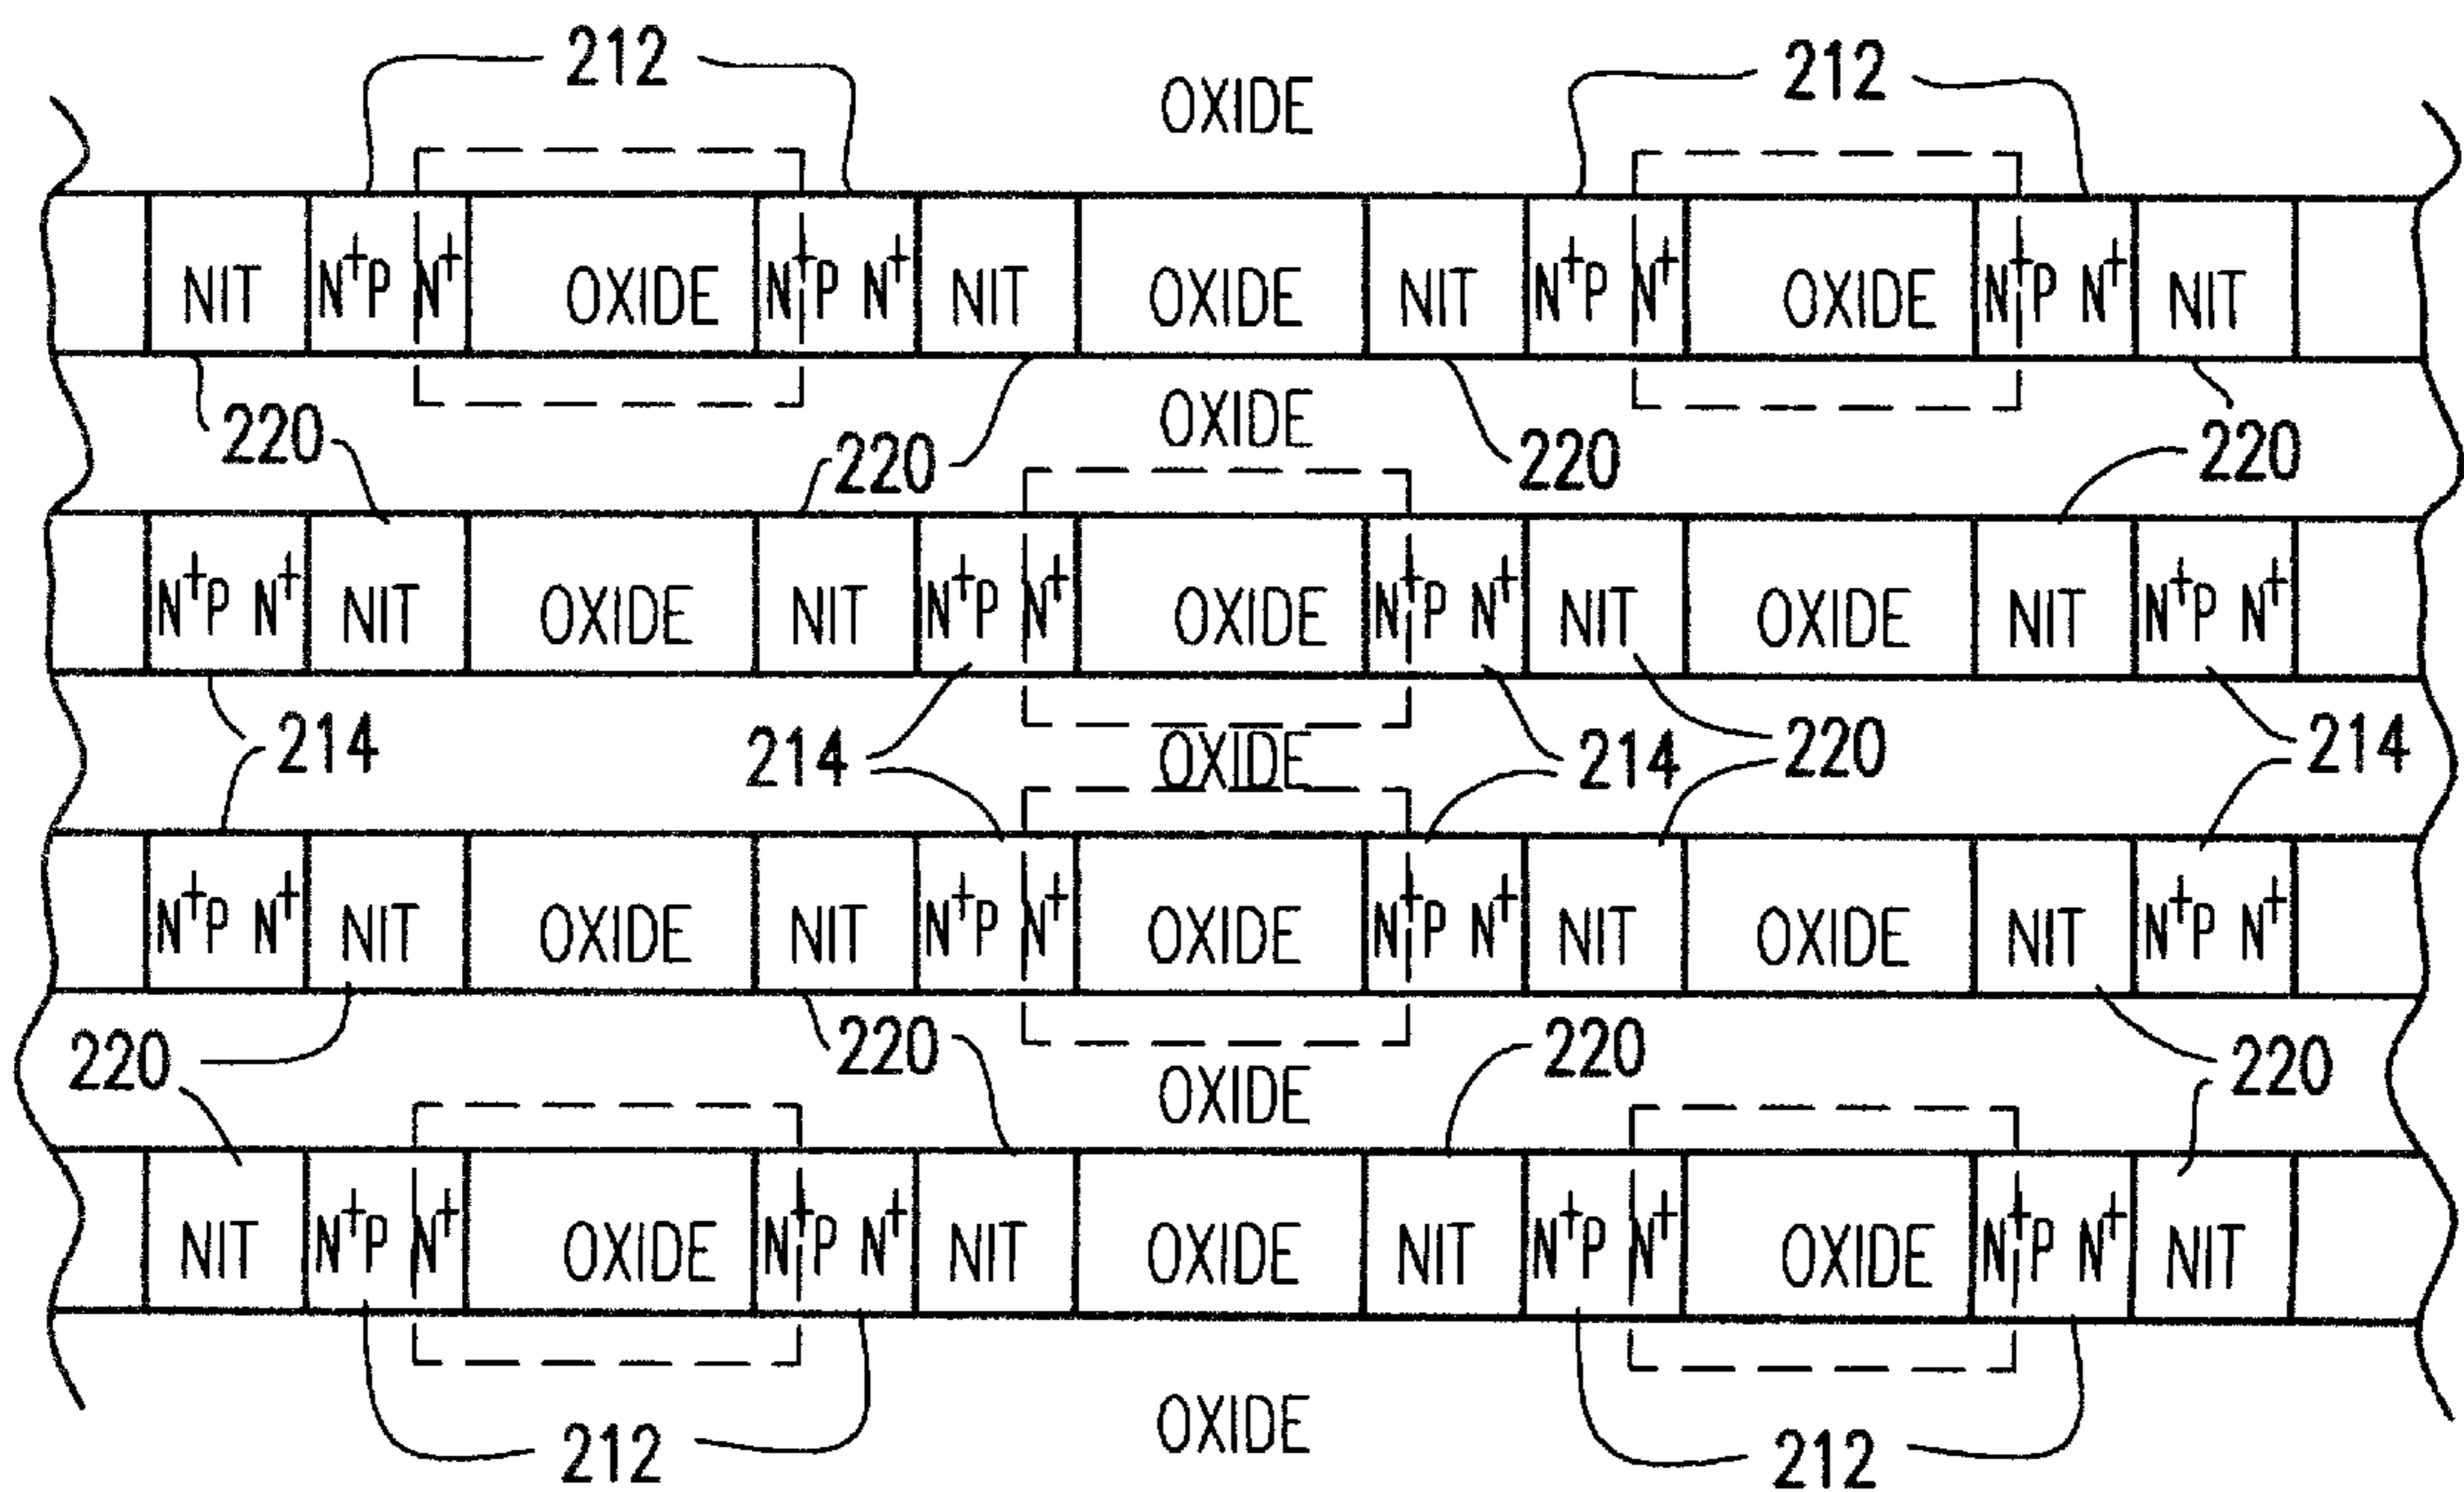 212 OXIDE 212
NIT N+P N+ OXIDE N+P N+ NIT OXIDE NIT N+P N+ OXIDE N+P N+ NIT
220 220 OXIDE 220 220
N+P N+ NIT OXIDE NIT N+P N+ OXIDE N+P N+ NIT OXIDE NIT N+P N+
214 214 OXIDE 214 220 214
N+P N+ NIT OXIDE NIT N+P N+ OXIDE N+P N+ NIT OXIDE NIT N+P N+
220 220 OXIDE 220 220
NIT N+P N+ OXIDE N+P N+ NIT OXIDE NIT N+P N+ OXIDE N+P N+ NIT
212 OXIDE 212